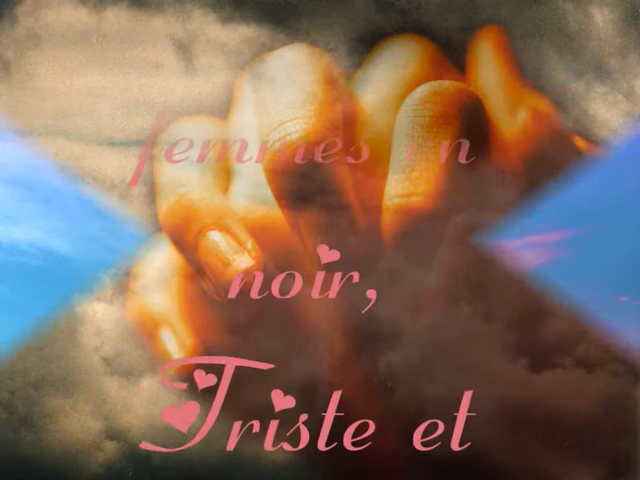 femmes en
noir,
Triste et